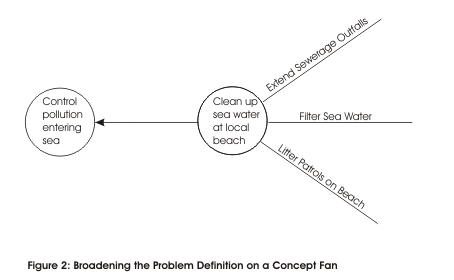 Control
pollution
entering
sea
Clean up
sea water
at local
beach
Extend Sewerage Outfalls
Filter Sea Water
Litter Patrols on Beach
Figure 2: Broadening the Problem Definition on a Concept Fan